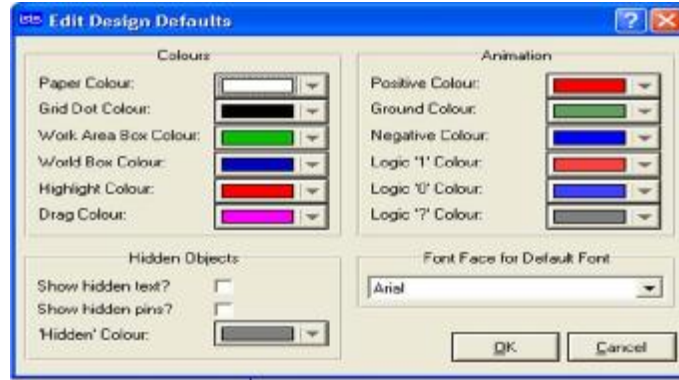 isis Edit Design Defaults
Colours
Paper Colour:
Grid Dot Colour:
Work Area Box Colour:
World Box Colour:
Highlight Colour:
Drag Colour:
Animation
Positive Colour:
Ground Colour:
Negative Colour:
Logic '1' Colour:
Logic '0' Colour:
Logic '?' Colour:
Hidden Objects
Show hidden text?
Show hidden pins?
'Hidden' Colour:
Font Face for Default Font
Arial
OK
Cancel